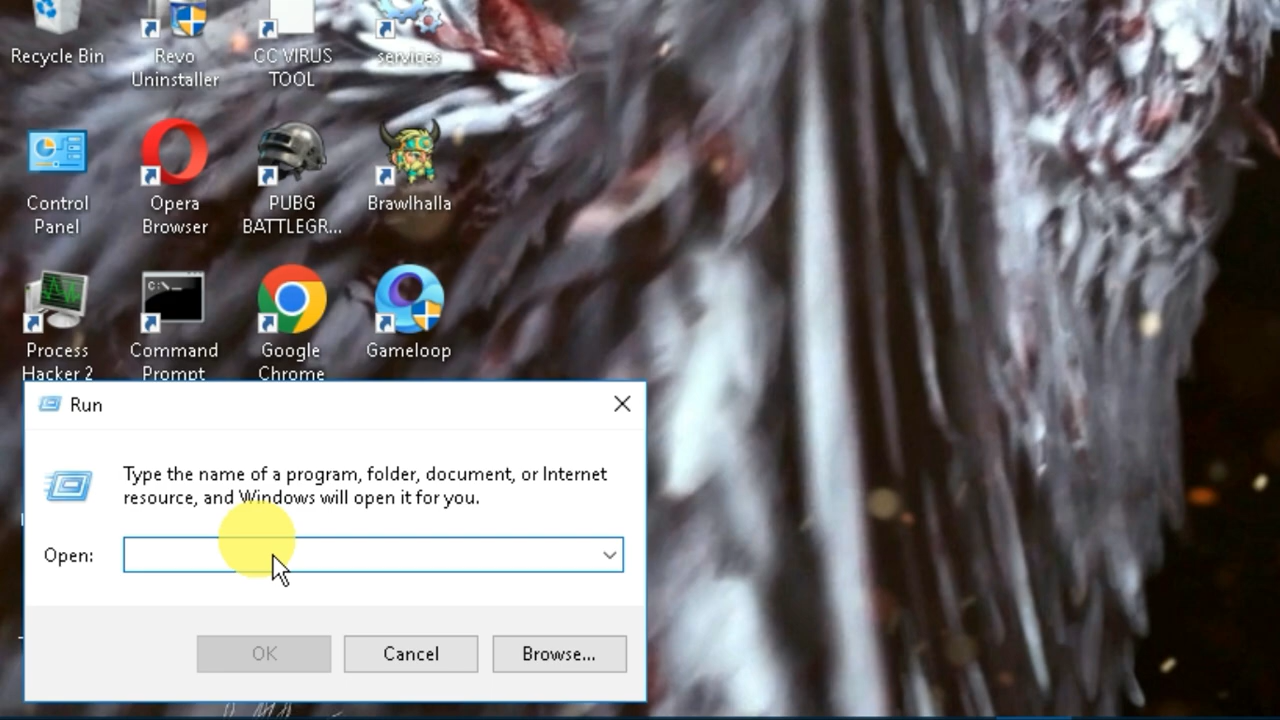 Recycle Bin
Revo
Uninstaller
CC VIRUS
TOOL
services
Control
Panel
Opera
Browser
PUBG
BATTLEGR...
Brawlhalla
Process
Hacker 2
C:\_
Command
Prompt
Google
Chrome
Gameloop
Run
Type the name of a program, folder, document, or Internet
resource, and Windows will open it for you.
Open:
OK
Cancel
Browse...